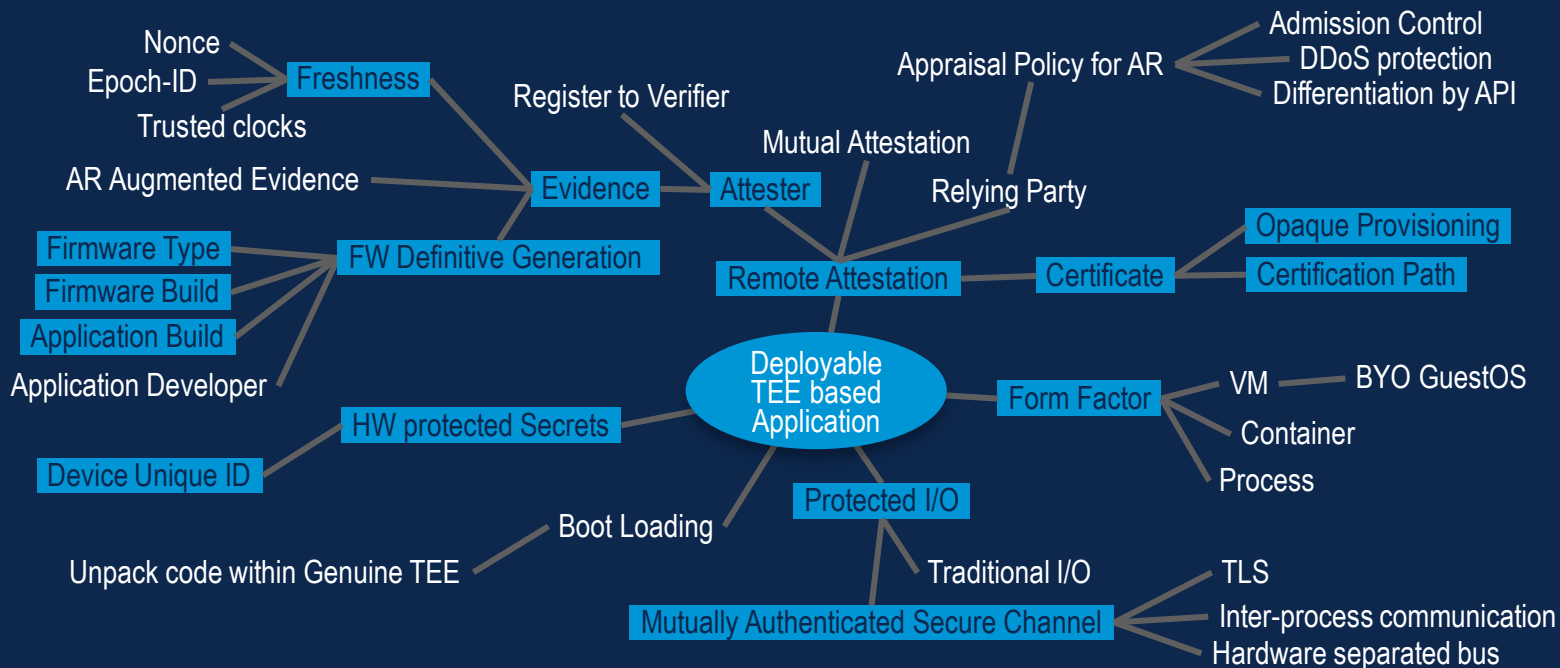 Nonce
Epoch-ID
Trusted clocks
Freshness
AR Augmented Evidence
Register to Verifier
Evidence
Attester
Mutual Attestation
Appraisal Policy for AR
Admission Control
DDoS protection
Differentiation by API
Relying Party
Firmware Type
Firmware Build
Application Build
Application Developer
FW Definitive Generation
Remote Attestation
Certificate
Opaque Provisioning
Certification Path
Deployable
TEE based
Application
Form Factor
VM
BYO GuestOS
Container
Process
HW protected Secrets
Device Unique ID
Boot Loading
Unpack code within Genuine TEE
Protected I/O
Traditional I/O
Mutually Authenticated Secure Channel
TLS
Inter-process communication
Hardware separated bus